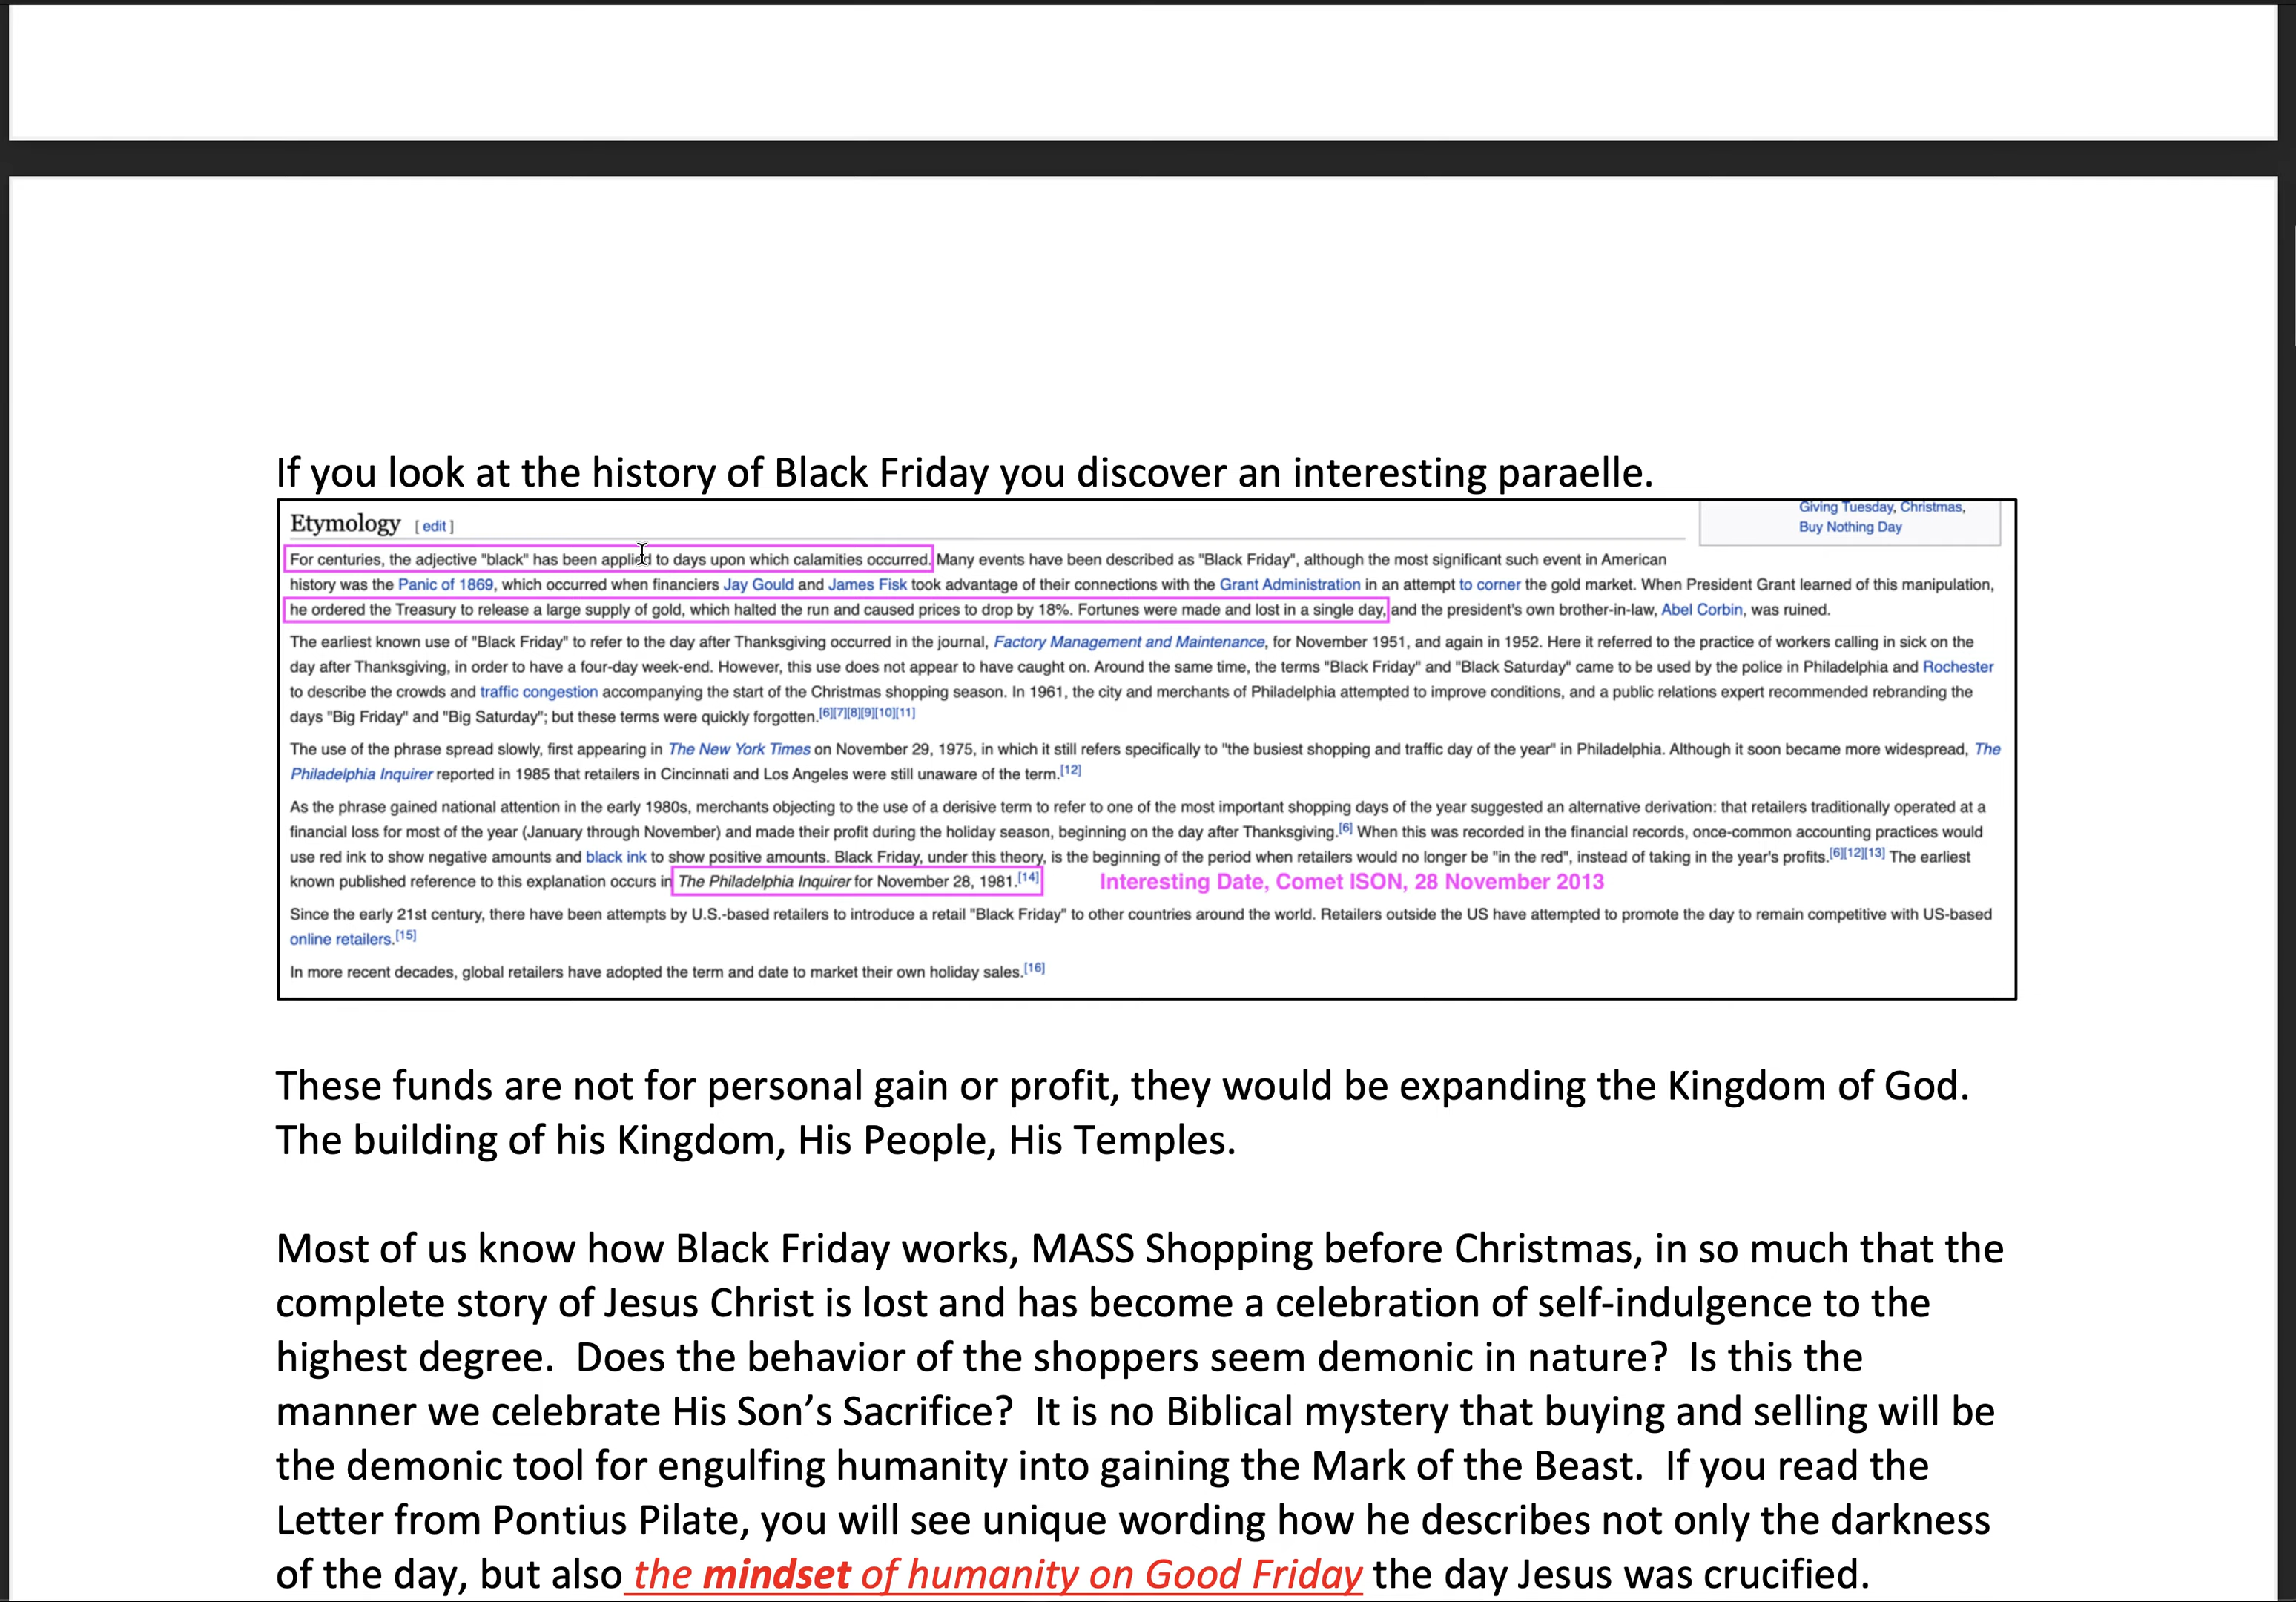 If you look at the history of Black Friday you discover an interesting paraelle.
Giving Tuesday, Christmas,
Buy Nothing Day
Etymology [ edit ]
For centuries, the adjective "black" has been applied to days upon which calamities occurred. Many events have been described as "Black Friday", although the most significant such event in American
history was the Panic of 1869, which occurred when financiers Jay Gould and James Fisk took advantage of their connections with the Grant Administration in an attempt to corner the gold market. When President Grant learned of this manipulation,
he ordered the Treasury to release a large supply of gold, which halted the run and caused prices to drop by 18%. Fortunes were made and lost in a single day, and the president's own brother-in-law, Abel Corbin, was ruined.
The earliest known use of "Black Friday" to refer to the day after Thanksgiving occurred in the journal, Factory Management and Maintenance, for November 1951, and again in 1952. Here it referred to the practice of workers calling in sick on the
day after Thanksgiving, in order to have a four-day week-end. However, this use does not appear to have caught on. Around the same time, the terms "Black Friday" and "Black Saturday" came to be used by the police in Philadelphia and Rochester
to describe the crowds and traffic congestion accompanying the start of the Christmas shopping season. In 1961, the city and merchants of Philadelphia attempted to improve conditions, and a public relations expert recommended rebranding the
days "Big Friday" and "Big Saturday"; but these terms were quickly forgotten.[6][7][8][9][10][11]
The use of the phrase spread slowly, first appearing in The New York Times on November 29, 1975, in which it still refers specifically to "the busiest shopping and traffic day of the year" in Philadelphia. Although it soon became more widespread, The
Philadelphia Inquirer reported in 1985 that retailers in Cincinnati and Los Angeles were still unaware of the term.[12]
As the phrase gained national attention in the early 1980s, merchants objecting to the use of a derisive term to refer to one of the most important shopping days of the year suggested an alternative derivation: that retailers traditionally operated at a
financial loss for most of the year (January through November) and made their profit during the holiday season, beginning on the day after Thanksgiving.[6] When this was recorded in the financial records, once-common accounting practices would
use red ink to show negative amounts and black ink to show positive amounts. Black Friday, under this theory, is the beginning of the period when retailers would no longer be "in the red", instead of taking in the year's profits.[6][12][13] The earliest
known published reference to this explanation occurs in The Philadelphia Inquirer for November 28, 1981.[14] Interesting Date, Comet ISON, 28 November 2013
Since the early 21st century, there have been attempts by U.S.-based retailers to introduce a retail "Black Friday" to other countries around the world. Retailers outside the US have attempted to promote the day to remain competitive with US-based
online retailers.[15]
In more recent decades, global retailers have adopted the term and date to market their own holiday sales.[16]
These funds are not for personal gain or profit, they would be expanding the Kingdom of God.
The building of his Kingdom, His People, His Temples.
Most of us know how Black Friday works, MASS Shopping before Christmas, in so much that the
complete story of Jesus Christ is lost and has become a celebration of self-indulgence to the
highest degree.  Does the behavior of the shoppers seem demonic in nature?  Is this the
manner we celebrate His Son’s Sacrifice?  It is no Biblical mystery that buying and selling will be
the demonic tool for engulfing humanity into gaining the Mark of the Beast.  If you read the
Letter from Pontius Pilate, you will see unique wording how he describes not only the darkness
of the day, but also the mindset of humanity on Good Friday the day Jesus was crucified.